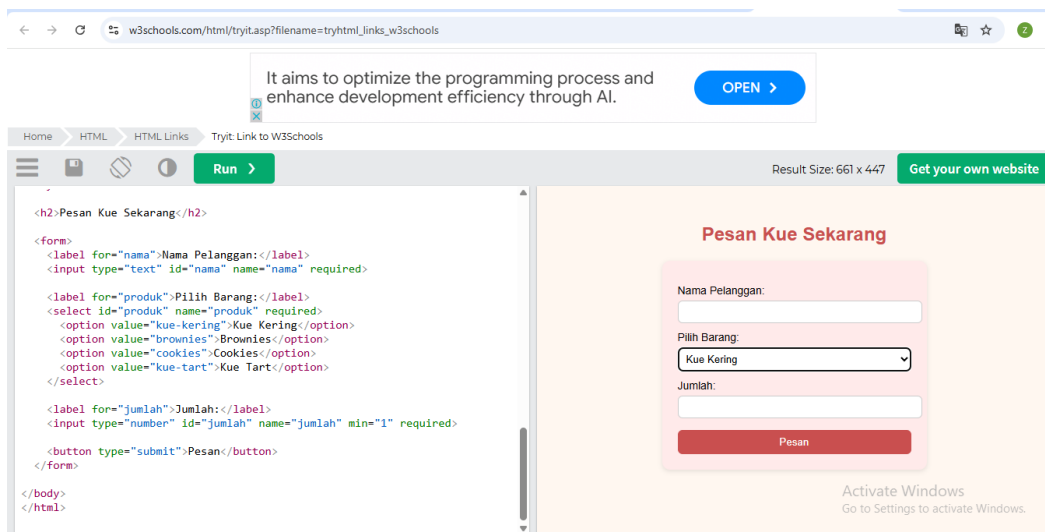 w3schools.com/html/tryit.asp?filename=tryhtml_links_w3schools
Z
It aims to optimize the programming process and
enhance development efficiency through AI.
OPEN >
Home
HTML
HTML Links
Tryit: Link to W3Schools
Run >
Result Size: 661 x 447
Get your own website
<h2>Pesan Kue Sekarang</h2>
<form>
<label for="nama">Nama Pelanggan:</label>
<input type="text" id="nama" name="nama" required>
<label for="produk">Pilih Barang:</label>
<select id="produk" name="produk" required>
<option value="kue-kering">Kue Kering</option>
<option value="brownies">Brownies</option>
<option value="cookies">Cookies</option>
<option value="kue-tart">Kue Tart</option>
</select>
<label for="jumlah">Jumlah:</label>
<input type="number" id="jumlah" name="jumlah" min="1" required>
<button type="submit">Pesan</button>
</form>
</body>
</html>
Pesan Kue Sekarang
Nama Pelanggan:
Pilih Barang:
Kue Kering
Jumlah:
Pesan
Activate Windows
Go to Settings to activate Windows.